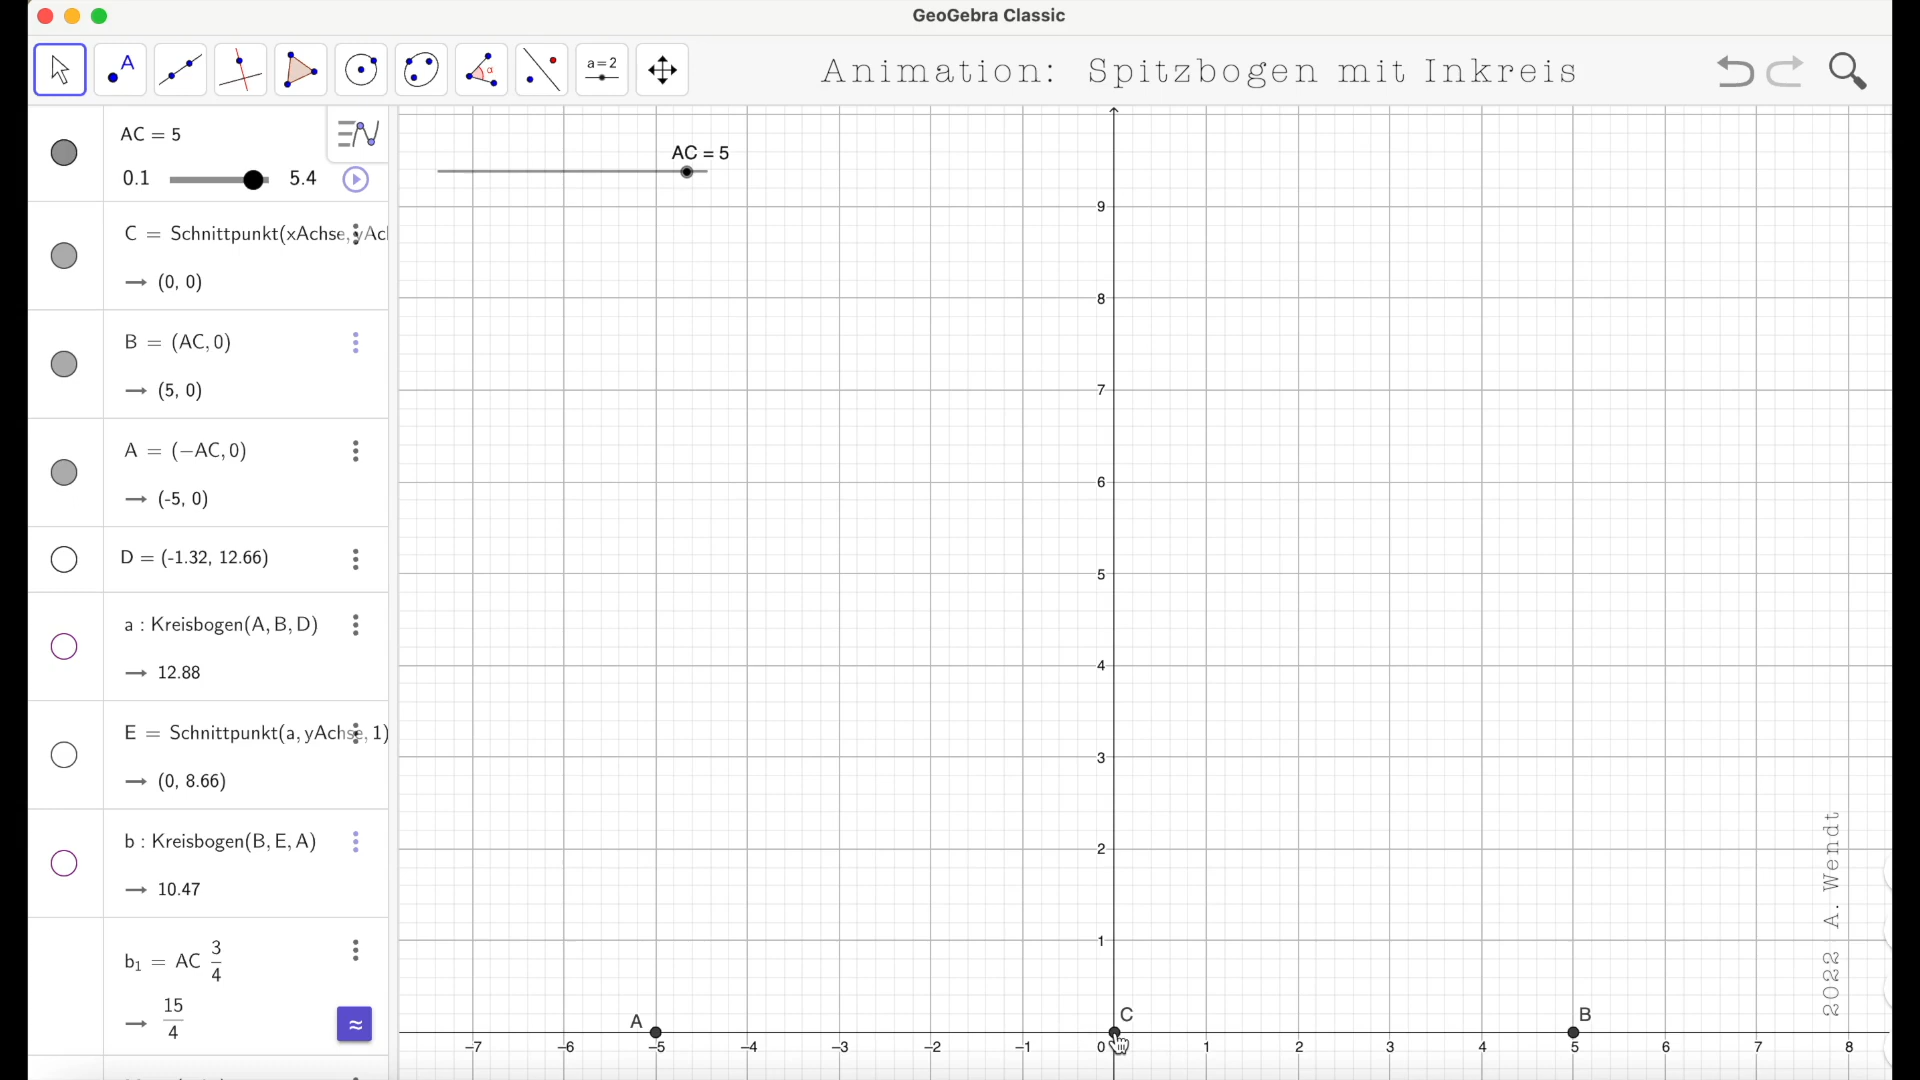 GeoGebra Classic
A
α
a=2
Animation: Spitzbogen mit Inkreis
AC = 5
0.1
5.4
C = Schnittpunkt(xAchse, yAch
→ (0, 0)
B = (AC, 0)
→ (5, 0)
A = (−AC, 0)
→ (-5, 0)
D = (-1.32, 12.66)
a : Kreisbogen(A, B, D)
→ 12.88
E = Schnittpunkt(a, yAchse, 1)
→ (0, 8.66)
b : Kreisbogen(B, E, A)
→ 10.47
b₁ = AC 3/4
→ 15/4
≈
AC = 5
9
8
7
6
5
4
3
2
1
A
C
B
−7 −6 −5 −4 −3 −2 −1 0 1 2 3 4 5 6 7 8
2022 A. Wendt